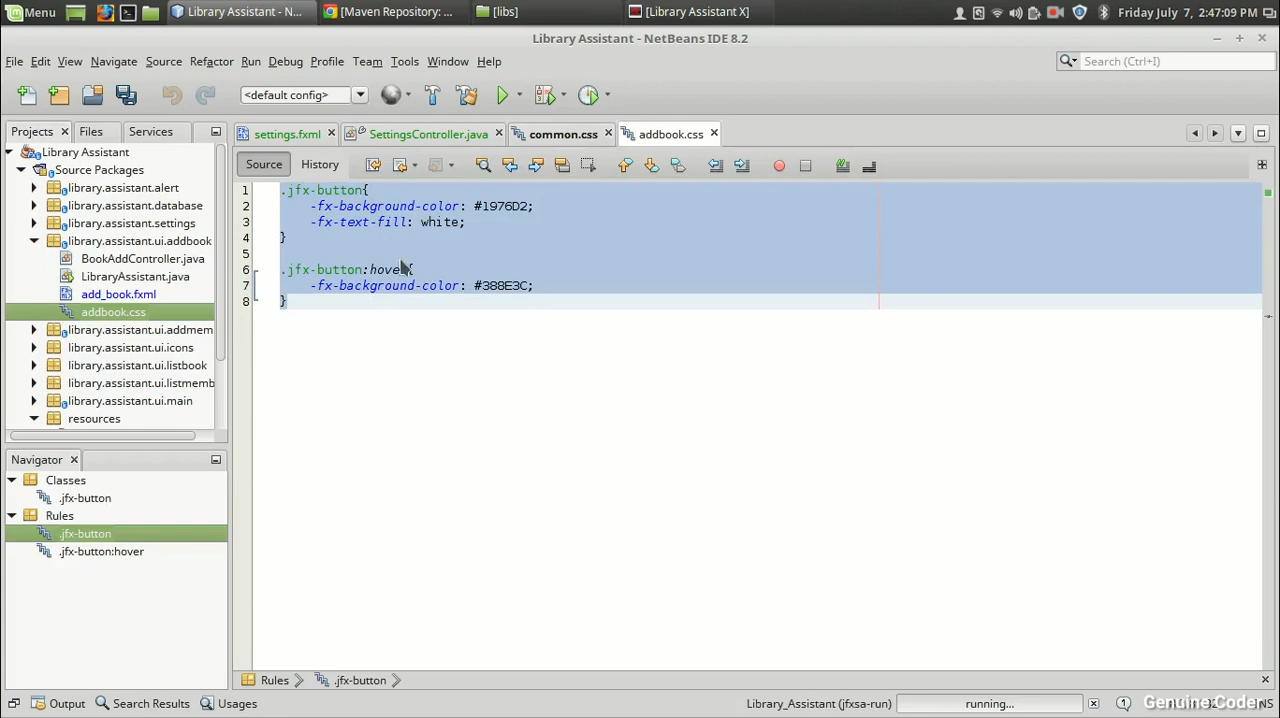 Menu
Library Assistant - N...
[Maven Repository: ...
[libs]
[Library Assistant X]
Friday July 7, 2:47:09 PM
Library Assistant - NetBeans IDE 8.2
File Edit View Navigate Source Refactor Run Debug Profile Team Tools Window Help
Search (Ctrl+I)
<default config>
Projects
Files
Services
settings.fxml
SettingsController.java
common.css
addbook.css
Source
History
Library Assistant
Source Packages
library.assistant.alert
library.assistant.database
library.assistant.settings
library.assistant.ui.addbook
BookAddController.java
LibraryAssistant.java
add_book.fxml
addbook.css
library.assistant.ui.addmem
library.assistant.ui.icons
library.assistant.ui.listbook
library.assistant.ui.listmemb
library.assistant.ui.main
resources
1 .jfx-button{
2 -fx-background-color: #1976D2;
3 -fx-text-fill: white;
4 }
5
6 .jfx-button:hover{
7 -fx-background-color: #388E3C;
8 }
Navigator
Classes
.jfx-button
Rules
.jfx-button
.jfx-button:hover
Rules
.jfx-button
Output
Search Results
Usages
Library_Assistant (jfxsa-run)
running...
GenuineCoder